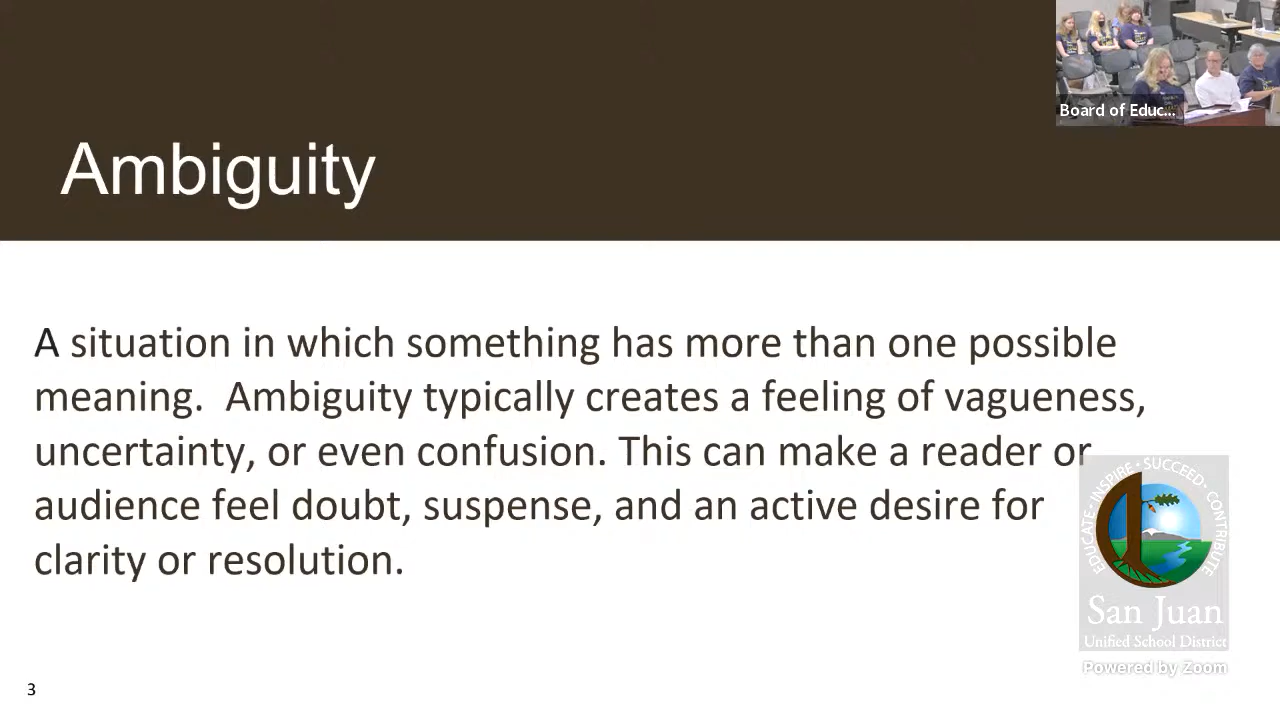 Board of Educ...
Ambiguity
A situation in which something has more than one possible
meaning.  Ambiguity typically creates a feeling of vagueness,
uncertainty, or even confusion. This can make a reader or
audience feel doubt, suspense, and an active desire for
clarity or resolution.
EDUCATE · INSPIRE · SUCCEED · CONTRIBUTE
San Juan
Unified School District
Powered by Zoom
3